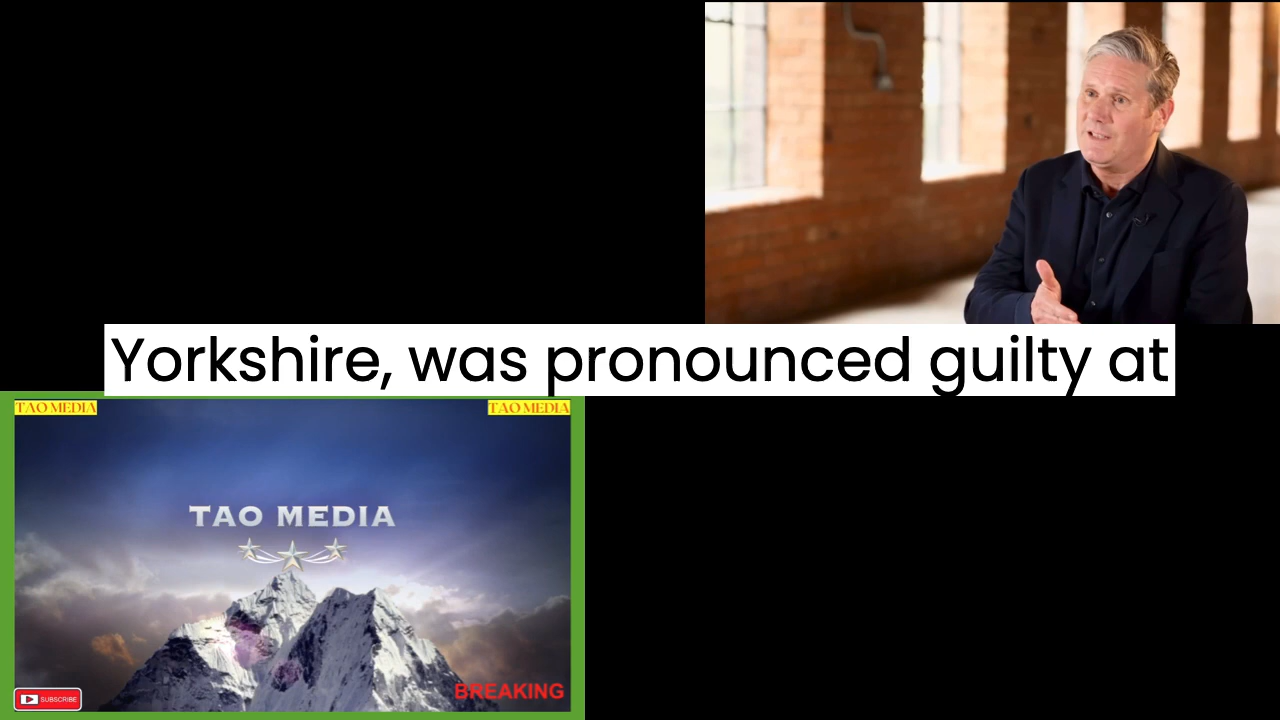 Yorkshire, was pronounced guilty at
TAO MEDIA
TAO MEDIA
TAO MEDIA
BREAKING
SUBSCRIBE